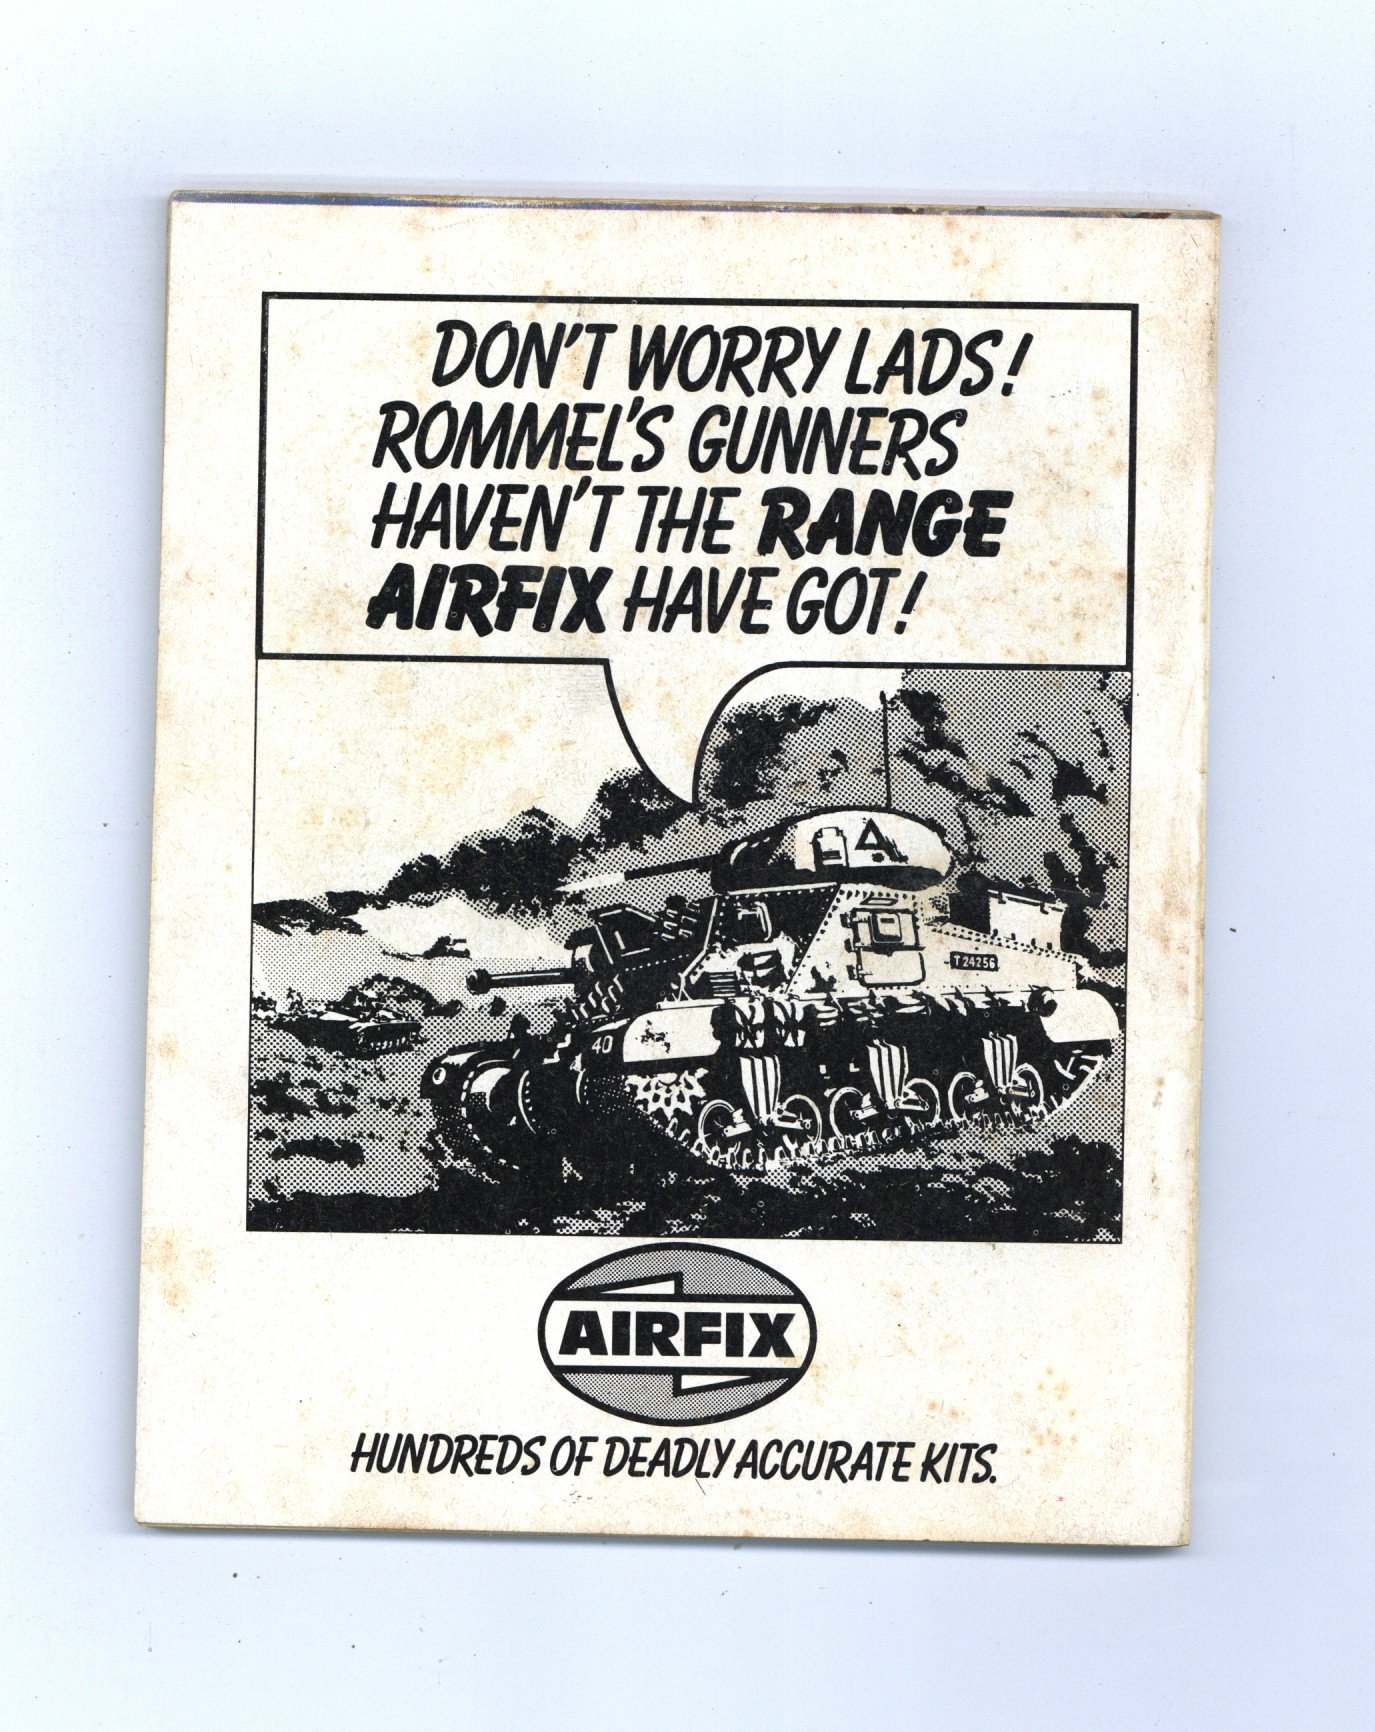 DON'T WORRY LADS!
ROMMEL'S GUNNERS
HAVEN'T THE RANGE
AIRFIX HAVE GOT!
T 24256
40
AIRFIX
HUNDREDS OF DEADLY ACCURATE KITS.